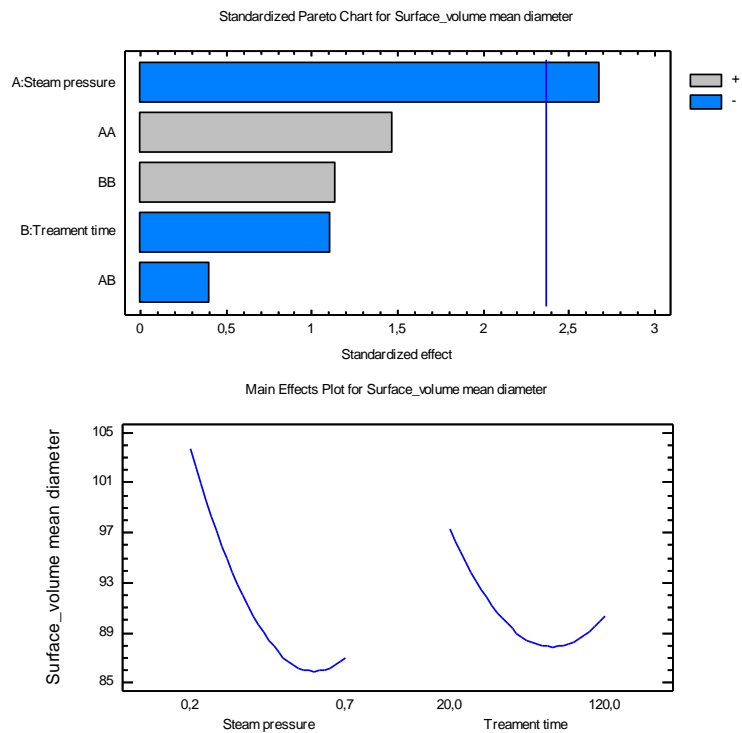 Standardized Pareto Chart for Surface_volume mean diameter
A:Steam pressure
AA
BB
B:Treament time
AB
+
-
0 0,5 1 1,5 2 2,5 3
Standardized effect
Main Effects Plot for Surface_volume mean diameter
Surface_volume mean diameter
105
101
97
93
89
85
0,2 0,7 20,0 120,0
Steam pressure Treament time